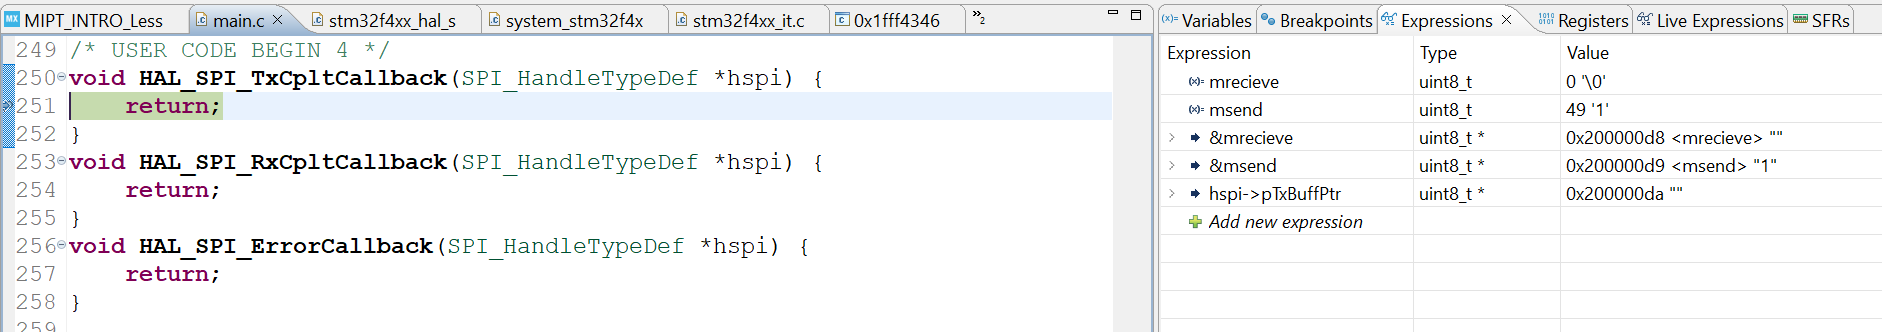 MX MIPT_INTRO_Less main.c stm32f4xx_hal_s system_stm32f4x stm32f4xx_it.c 0x1fff4346 »2
(x)= Variables Breakpoints Expressions 1010 0101 Registers Live Expressions SFRs
249 /* USER CODE BEGIN 4 */
250 void HAL_SPI_TxCpltCallback(SPI_HandleTypeDef *hspi) {
251     return;
252 }
253 void HAL_SPI_RxCpltCallback(SPI_HandleTypeDef *hspi) {
254     return;
255 }
256 void HAL_SPI_ErrorCallback(SPI_HandleTypeDef *hspi) {
257     return;
258 }
259
Expression Type Value
(x)= mrecieve uint8_t 0 '\0'
(x)= msend uint8_t 49 '1'
&mrecieve uint8_t * 0x200000d8 <mrecieve> ""
&msend uint8_t * 0x200000d9 <msend> "1"
hspi->pTxBuffPtr uint8_t * 0x200000da ""
Add new expression